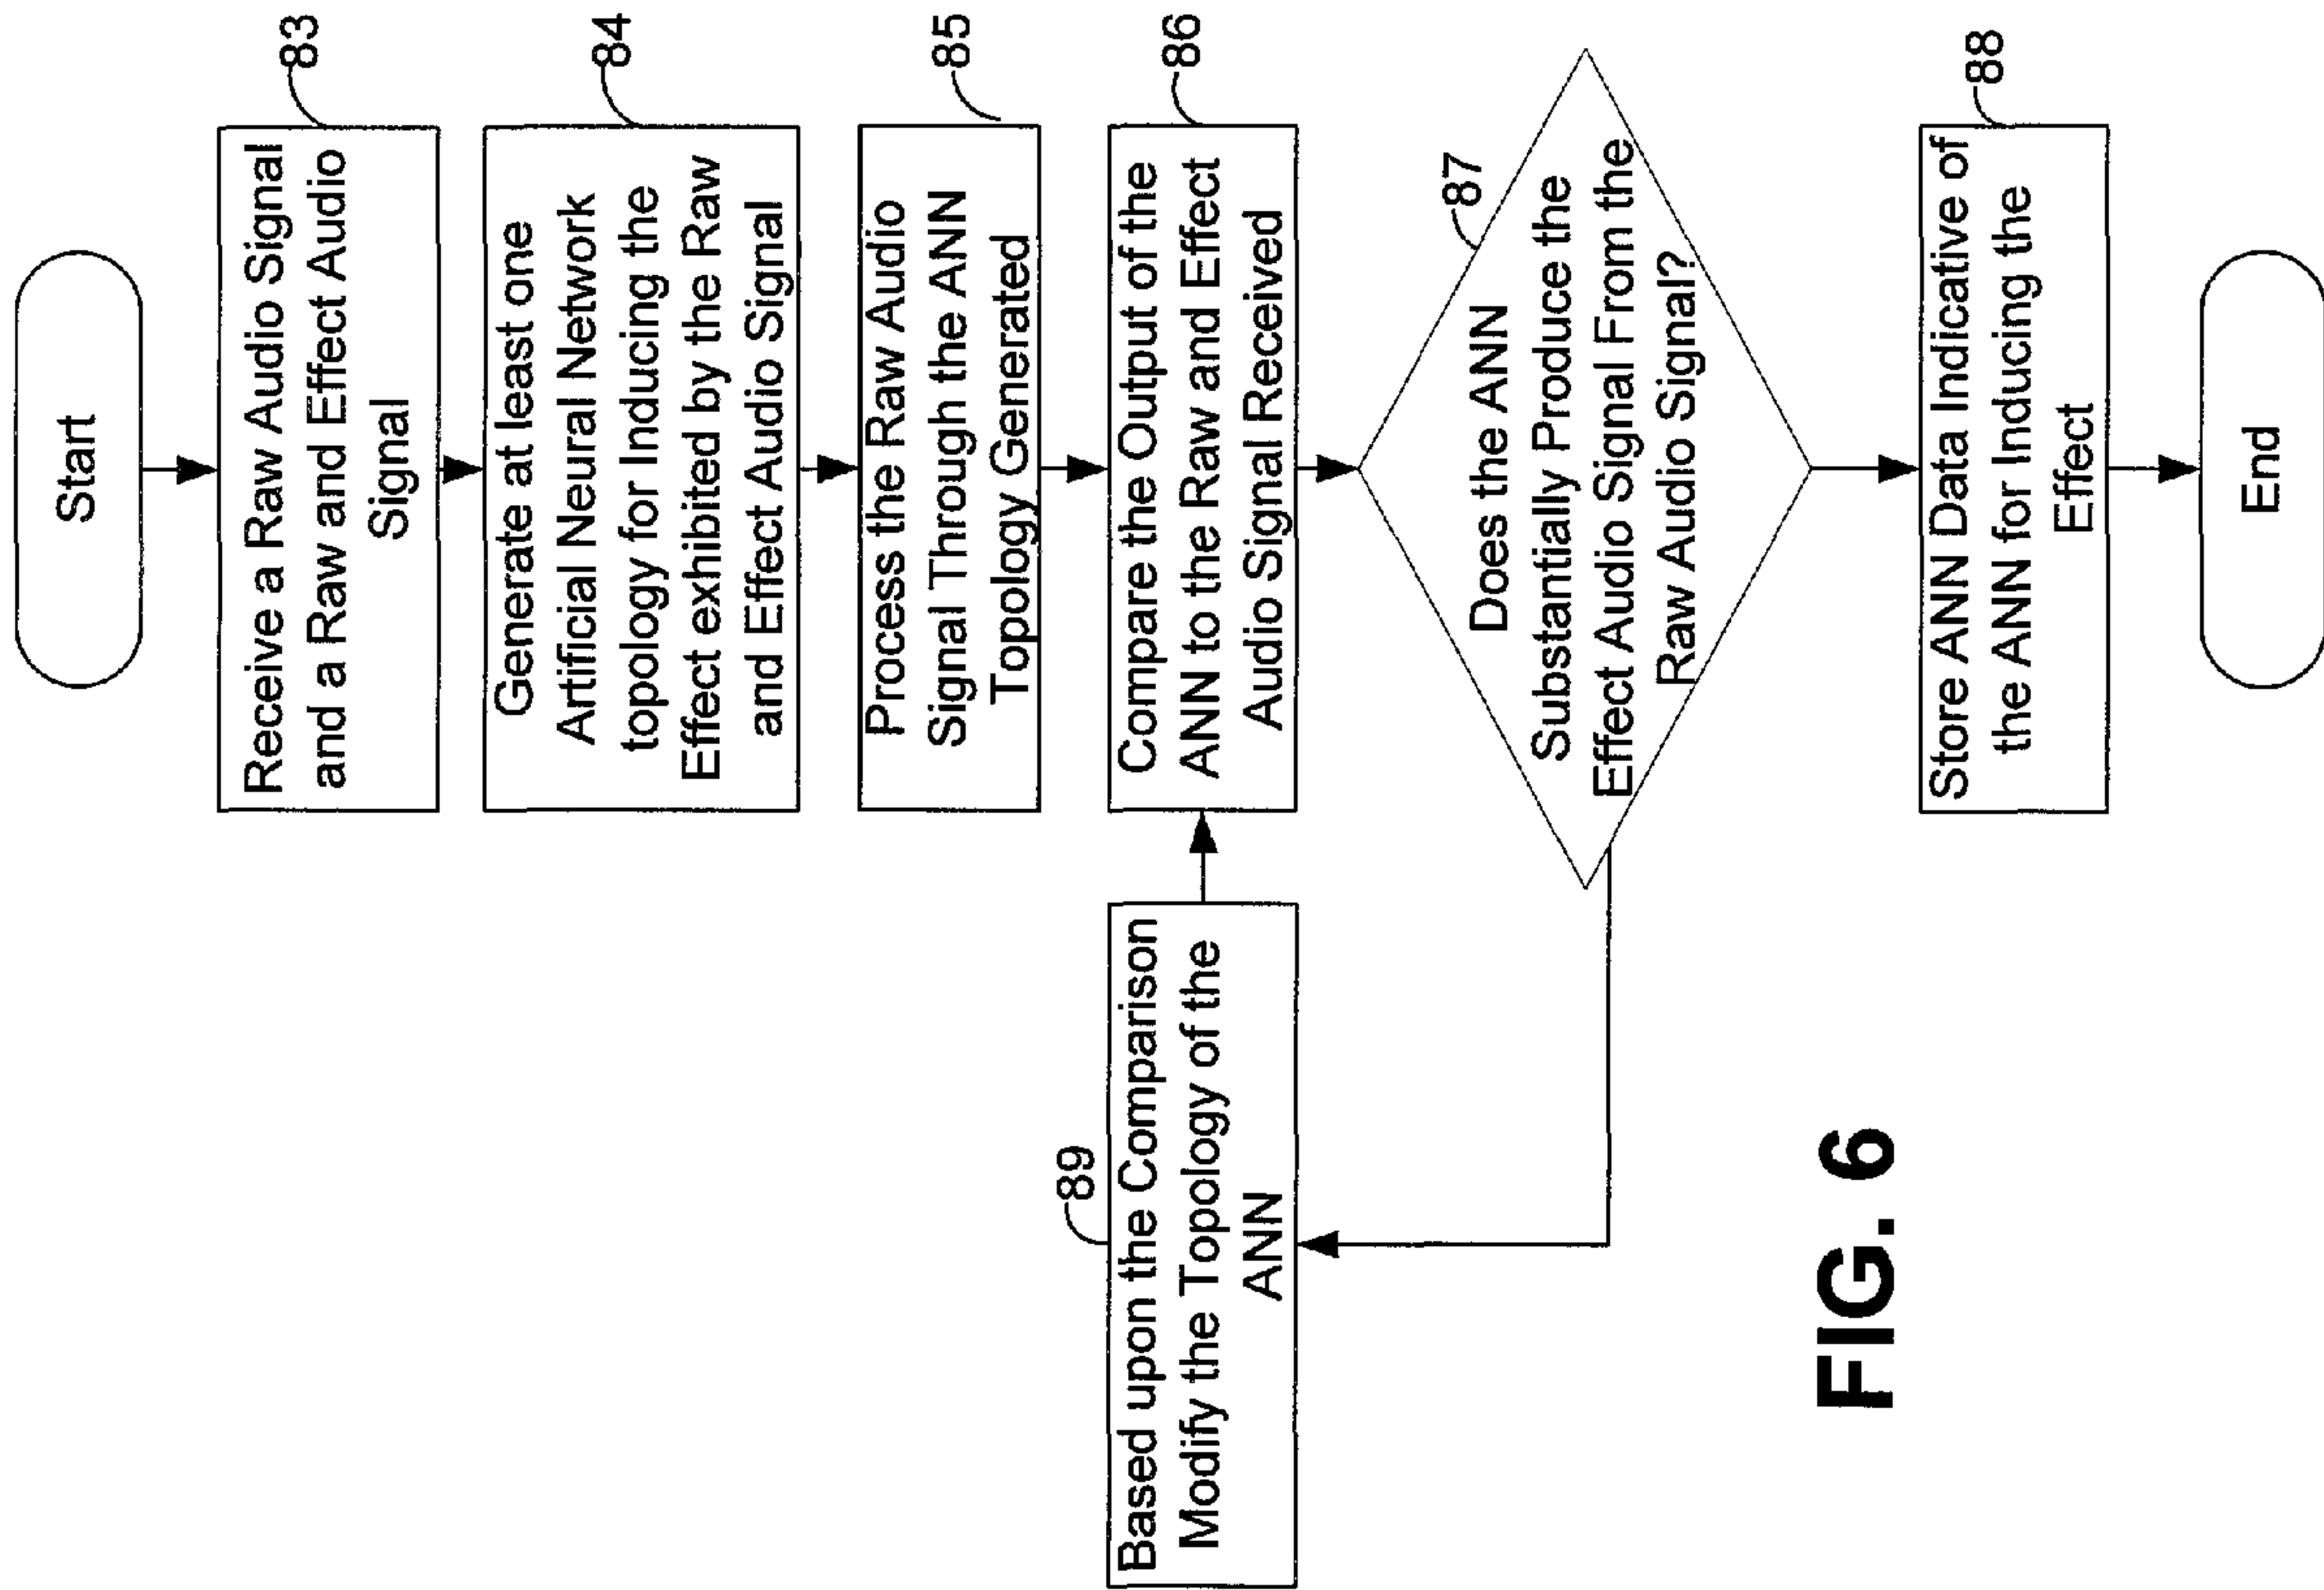 Start
83
Receive a Raw Audio Signal
and a Raw and Effect Audio
Signal
84
Generate at least one
Artificial Neural Network
topology for Inducing the
Effect exhibited by the Raw
and Effect Audio Signal
85
Process the Raw Audio
Signal Through the ANN
Topology Generated
86
Compare the Output of the
ANN to the Raw and Effect
Audio Signal Received
89
Based upon the Comparison
Modify the Topology of the
ANN
87
Does the ANN
Substantially Produce the
Effect Audio Signal From the
Raw Audio Signal?
88
Store ANN Data Indicative of
the ANN for Inducing the
Effect
End
FIG. 6